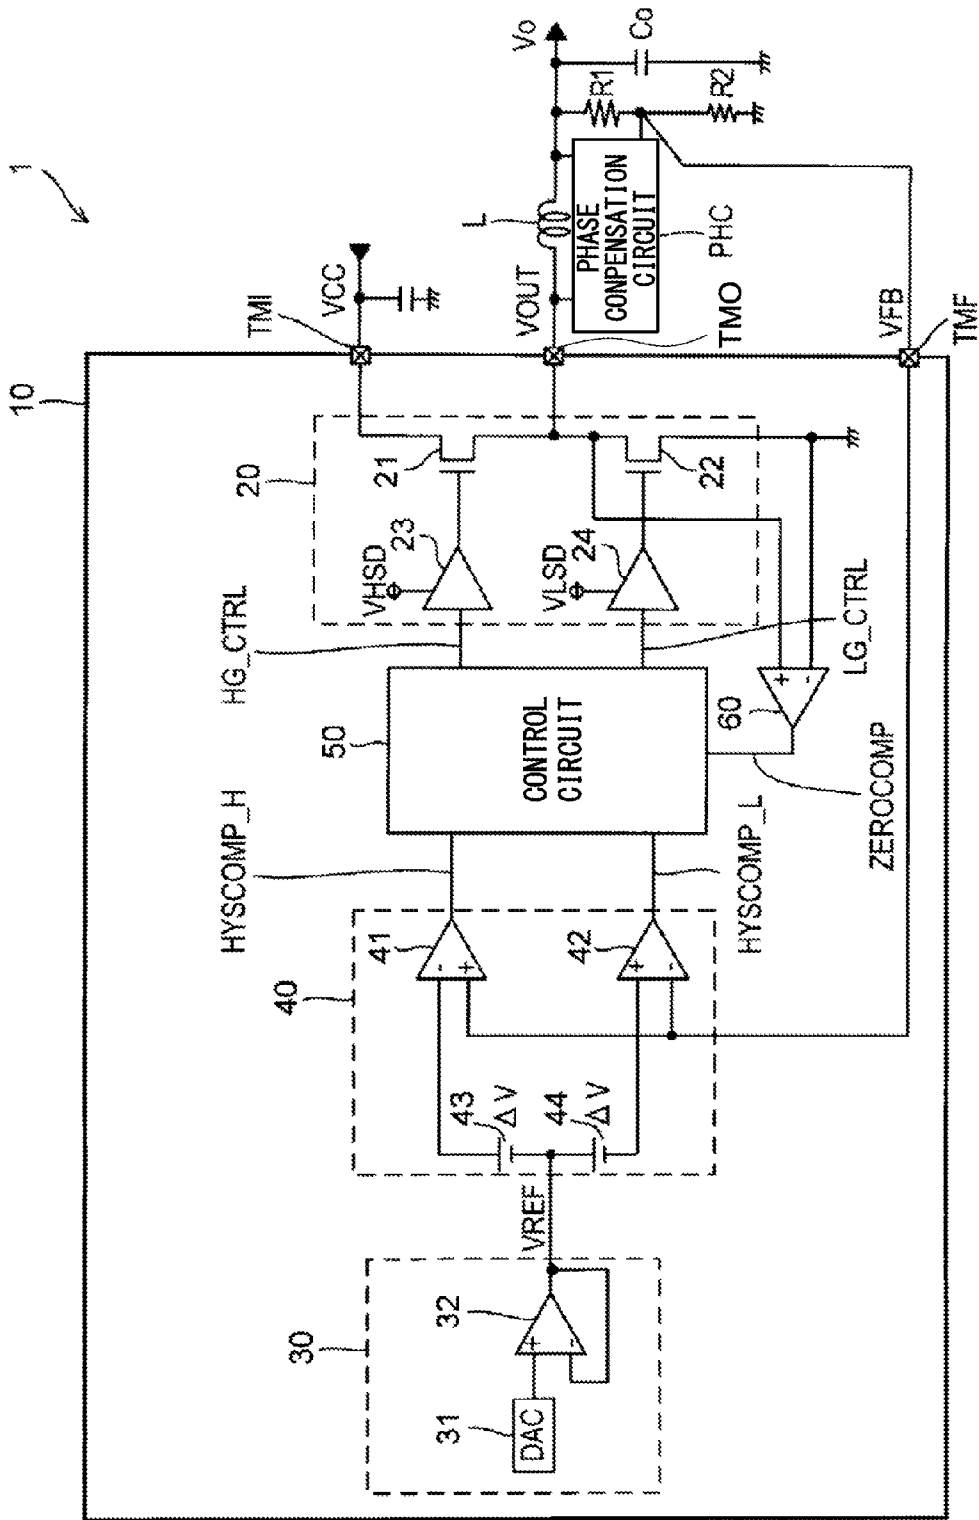 1
10
TMI
VCC
L
Vo
R1
Co
R2
VOUT
PHASE
CONPENSATION
CIRCUIT
PHC
TMO
VFB
TMF
20
VHSD
23
21
VLSD
24
22
HG_CTRL
LG_CTRL
50
CONTROL
CIRCUIT
+
-
60
ZEROCOMP
HYSCOMP_H
HYSCOMP_L
40
-
+
41
+
-
42
43
ΔV
44
ΔV
VREF
30
31
DAC
+
-
32